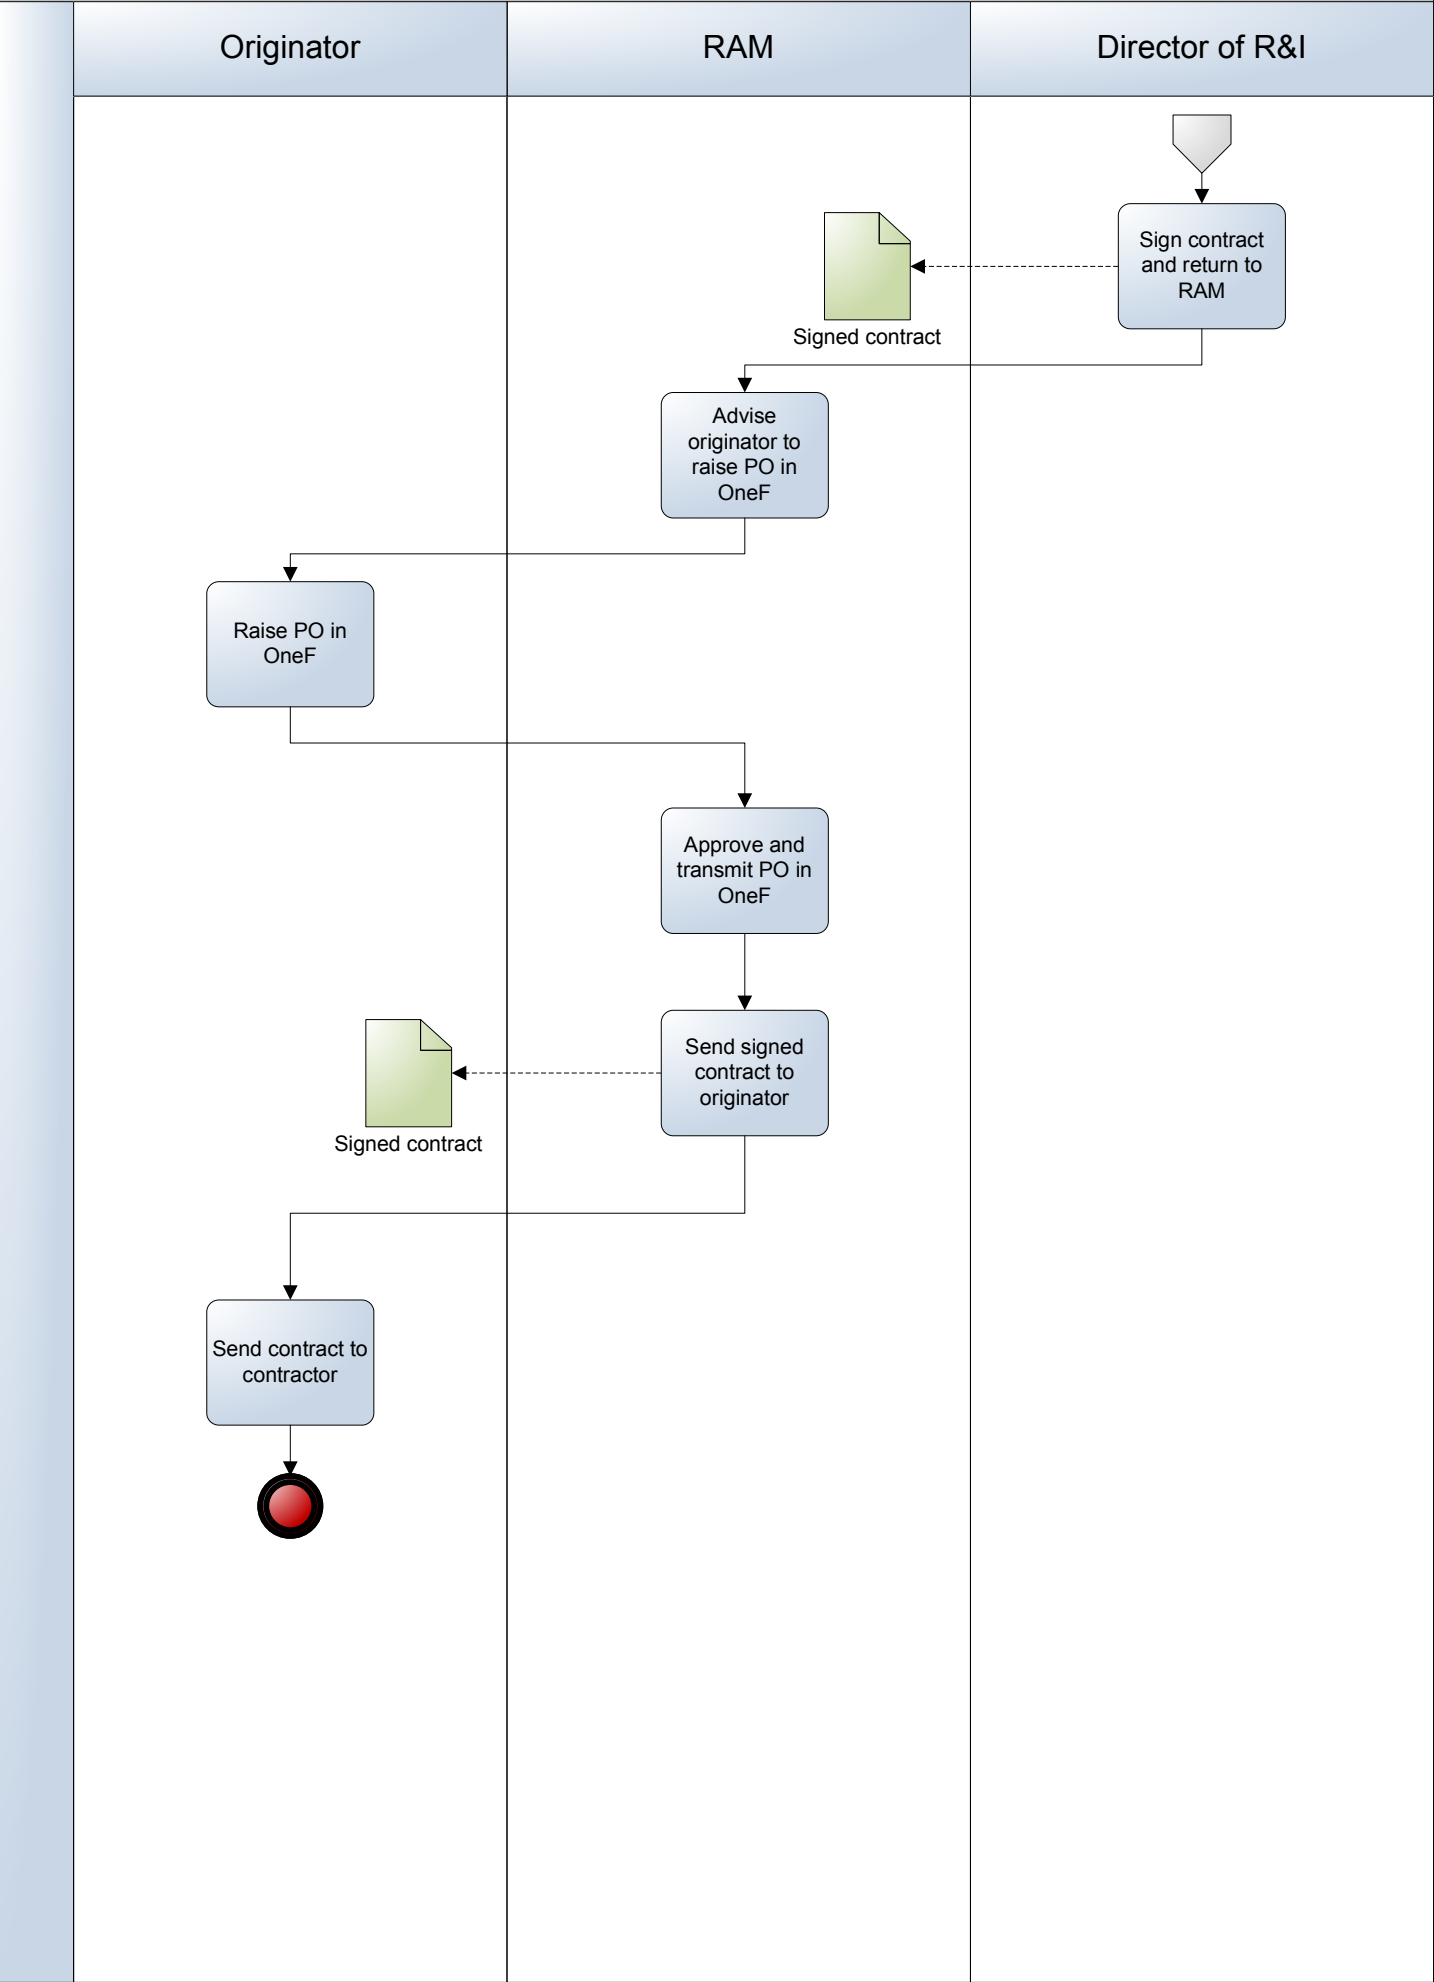 Originator
RAM
Director of R&I
Sign contract
and return to
RAM
Signed contract
Advise
originator to
raise PO in
OneF
Raise PO in
OneF
Approve and
transmit PO in
OneF
Send signed
contract to
originator
Signed contract
Send contract to
contractor